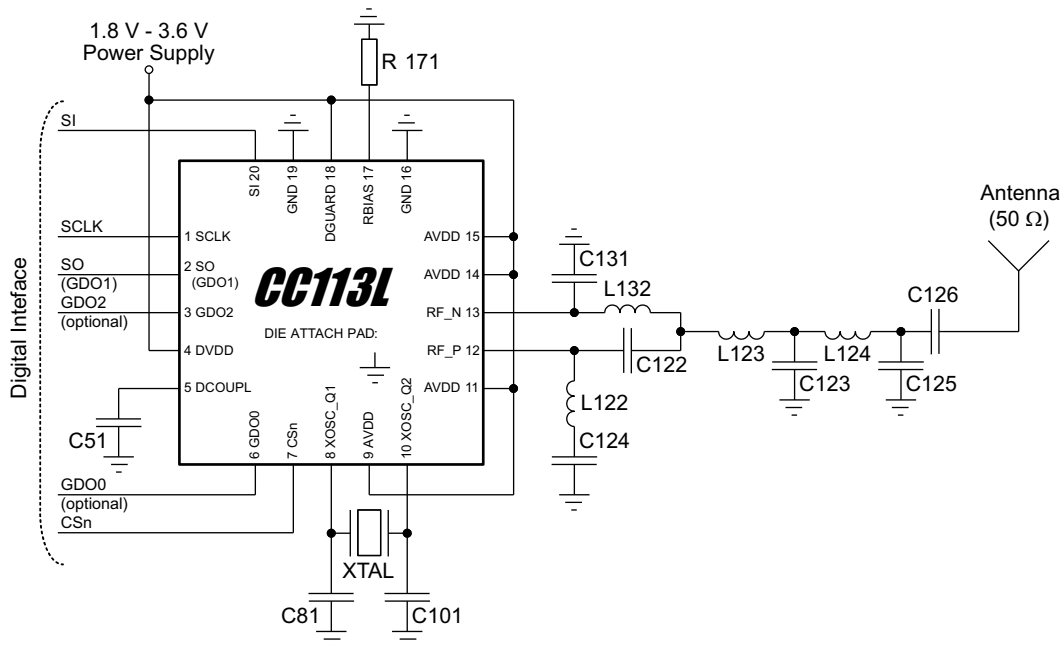 1.8 V - 3.6 V
Power Supply
R 171
SI
SI 20
GND 19
DGUARD 18
RBIAS 17
GND 16
Antenna
(50 Ω)
Digital Inteface
SCLK
1 SCLK
AVDD 15
SO
(GDO1)
2 SO
(GDO1)
CC113L
AVDD 14
C131
L132
GDO2
(optional)
3 GDO2
DIE ATTACH PAD:
RF_N 13
C126
4 DVDD
RF_P 12
C122
L123
L124
C123
C125
5 DCOUPL
AVDD 11
L122
C51
6 GDO0
7 CSn
8 XOSC_Q1
9 AVDD
10 XOSC_Q2
C124
GDO0
(optional)
CSn
XTAL
C81
C101